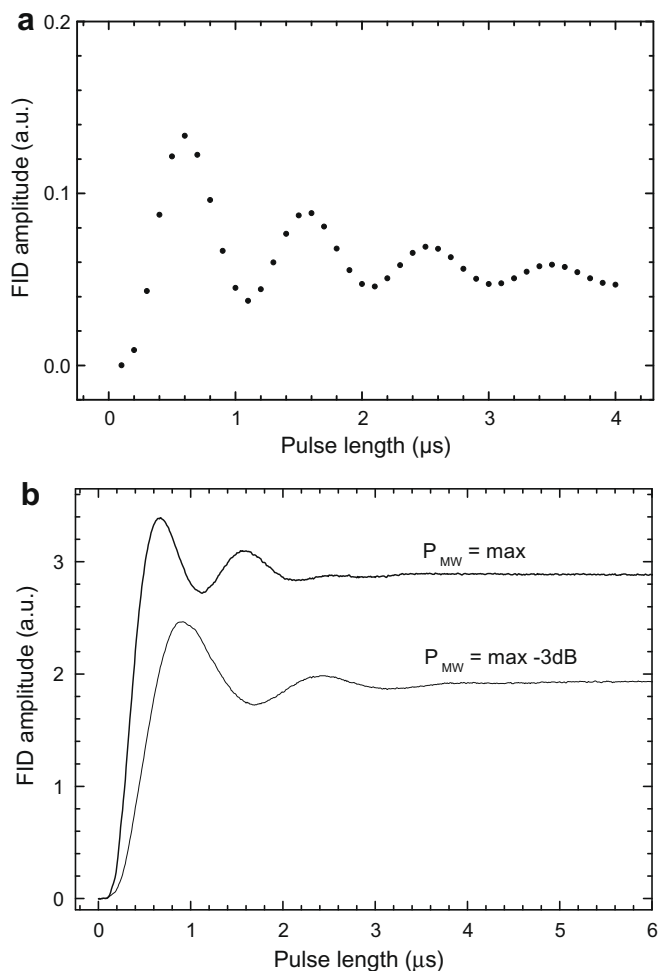 a
0.2
0.1
0.0
FID amplitude (a.u.)
0 1 2 3 4
Pulse length (µs)
b
3
2
1
0
FID amplitude (a.u.)
P_MW = max
P_MW = max -3dB
0 1 2 3 4 5 6
Pulse length (µs)